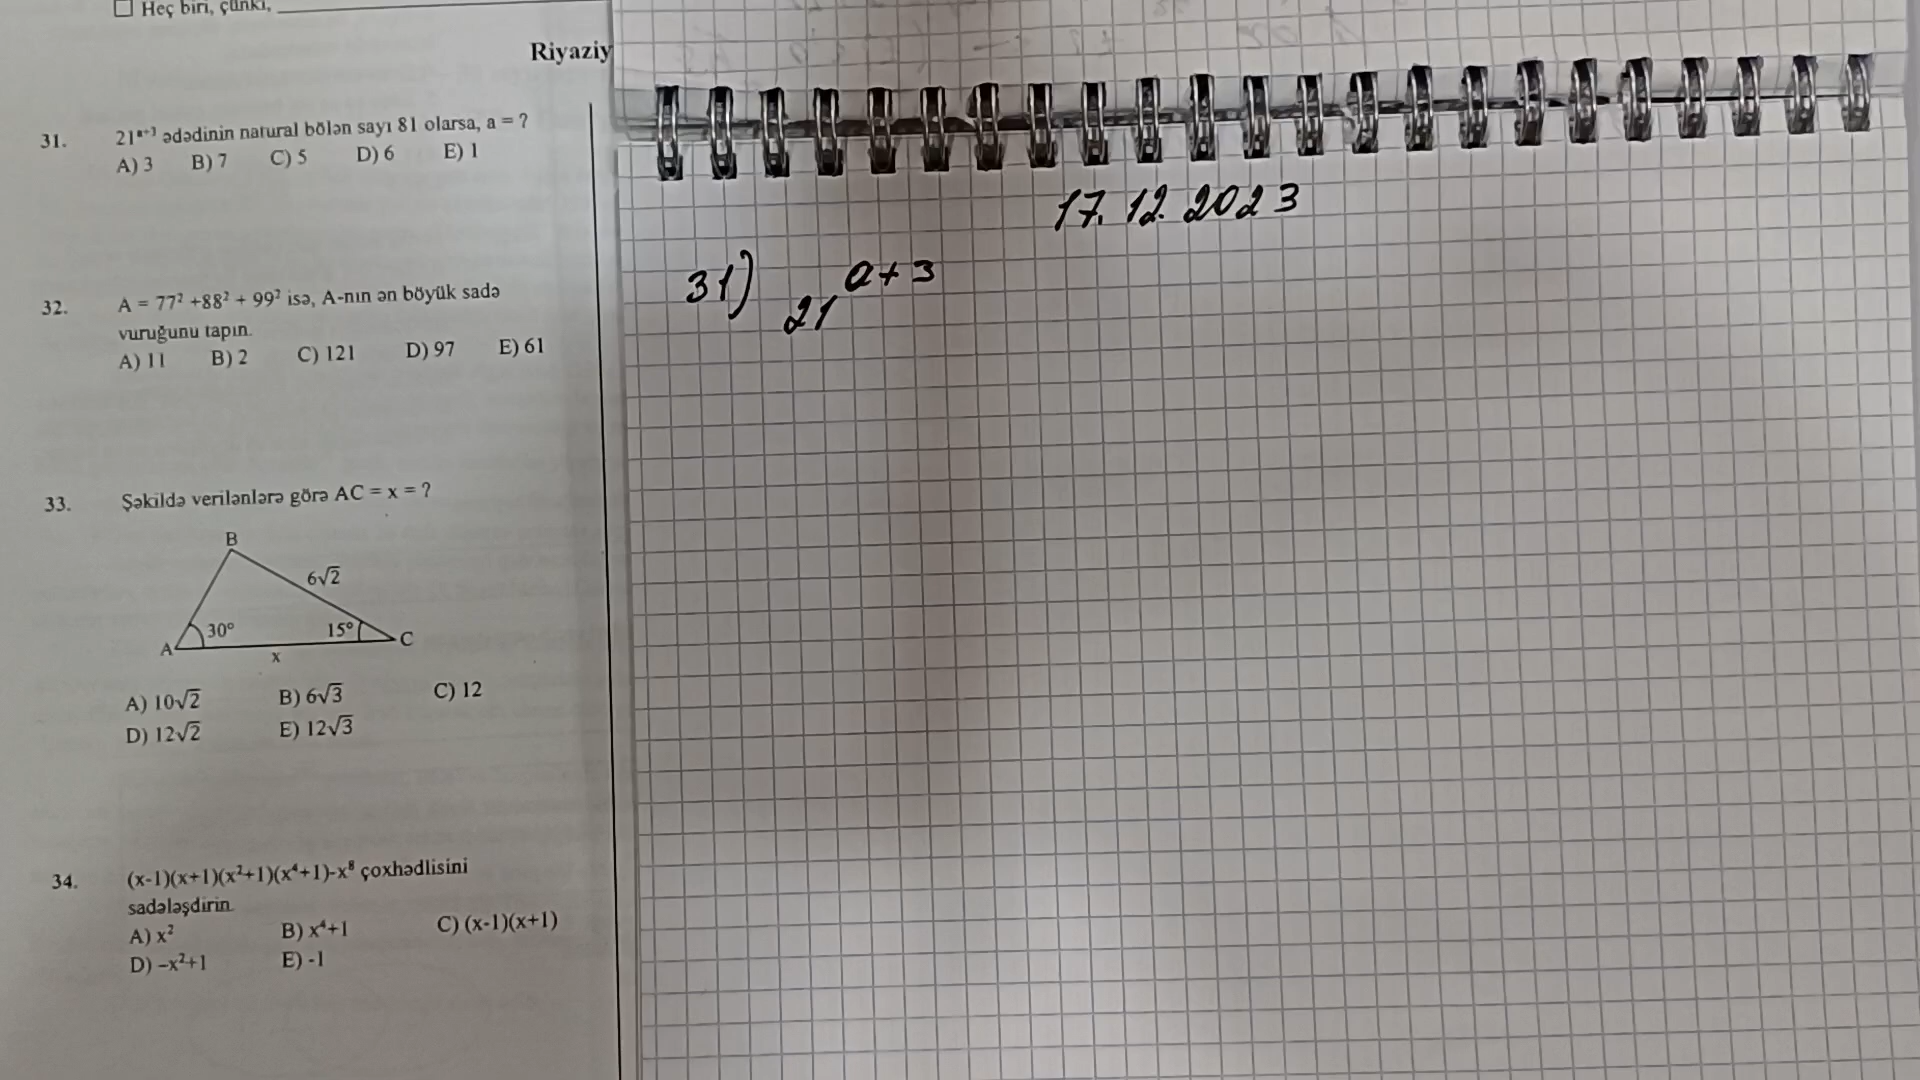 ☐ Heç biri, çünki, ____________
Riyaziy
31. 21ᵃ⁺³ ədədinin natural bölən sayı 81 olarsa, a = ?
A) 3 B) 7 C) 5 D) 6 E) 1
32. A = 77² +88² + 99² isə, A-nın ən böyük sadə
vuruğunu tapın.
A) 11 B) 2 C) 121 D) 97 E) 61
33. Şəkildə verilənlərə görə AC = x = ?
B
6√2
30° 15°
A C
x
A) 10√2 B) 6√3 C) 12
D) 12√2 E) 12√3
34. (x-1)(x+1)(x²+1)(x⁴+1)-x⁸ çoxhədlisini
sadələşdirin.
A) x² B) x⁴+1 C) (x-1)(x+1)
D) –x²+1 E) -1
17.12.2023
31) 21ᵃ⁺³